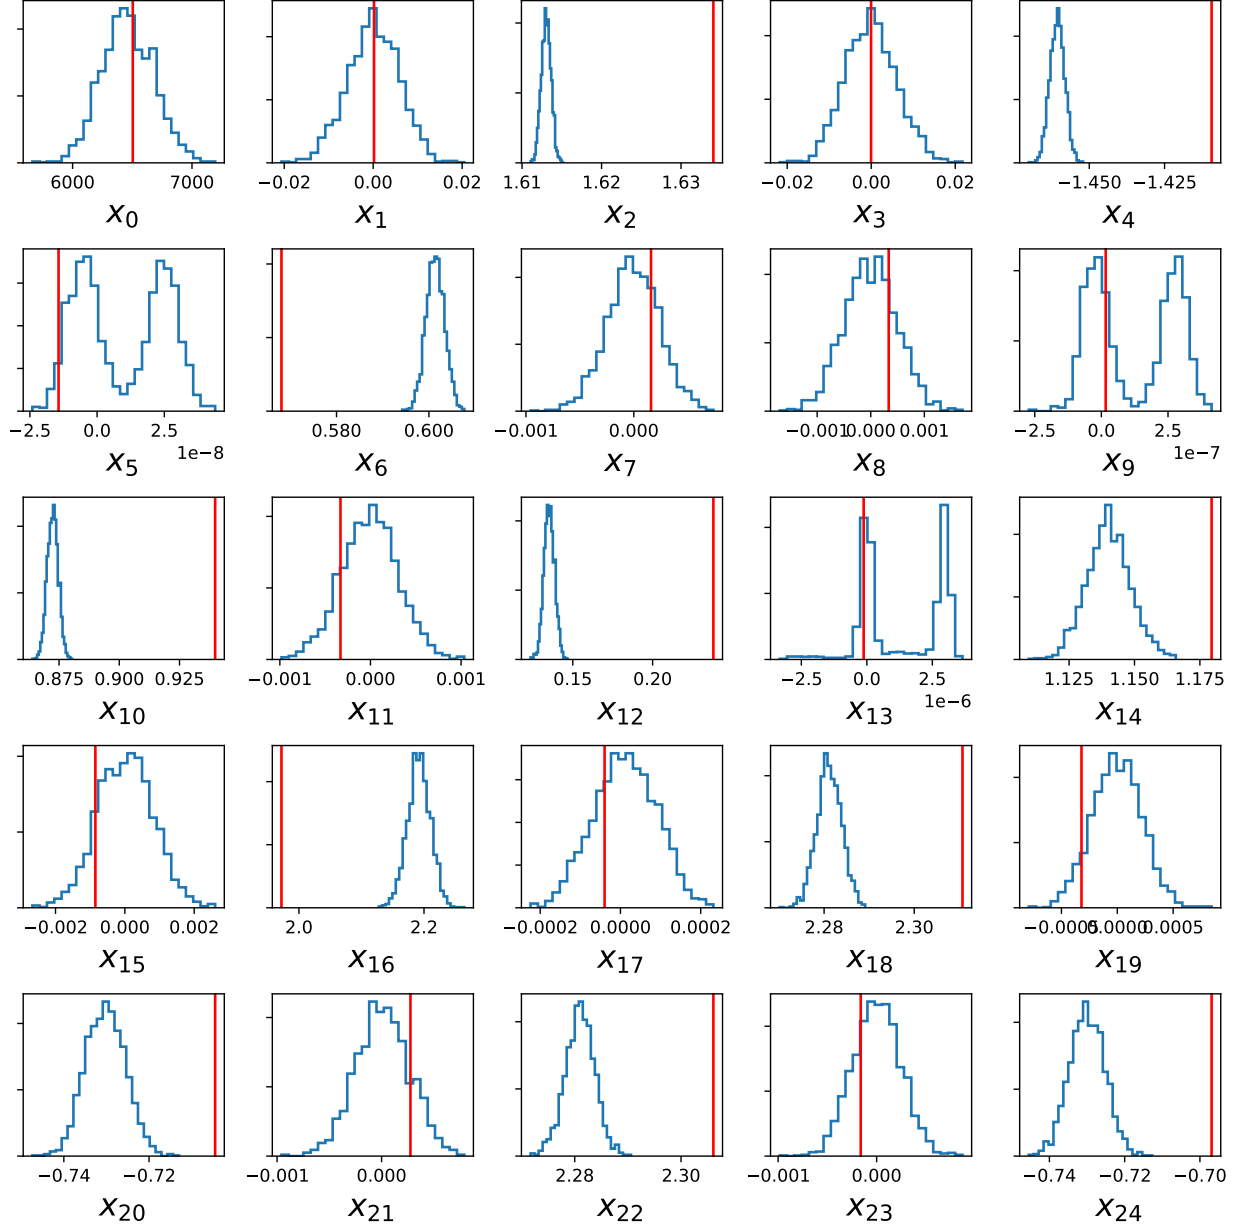 6000 7000 −0.02 0.00 0.02 1.61 1.62 1.63 −0.02 0.00 0.02 −1.450 −1.425
x0 x1 x2 x3 x4
−2.5 0.0 2.5 0.580 0.600 −0.001 0.000 −0.001 0.000 0.001 −2.5 0.0 2.5
1e−8 1e−7
x5 x6 x7 x8 x9
0.875 0.900 0.925 −0.001 0.000 0.001 0.15 0.20 −2.5 0.0 2.5 1.125 1.150 1.175
1e−6
x10 x11 x12 x13 x14
−0.002 0.000 0.002 2.0 2.2 −0.0002 0.0000 0.0002 2.28 2.30 −0.0005 0.0000 0.0005
x15 x16 x17 x18 x19
−0.74 −0.72 −0.001 0.000 2.28 2.30 −0.001 0.000 −0.74 −0.72 −0.70
x20 x21 x22 x23 x24